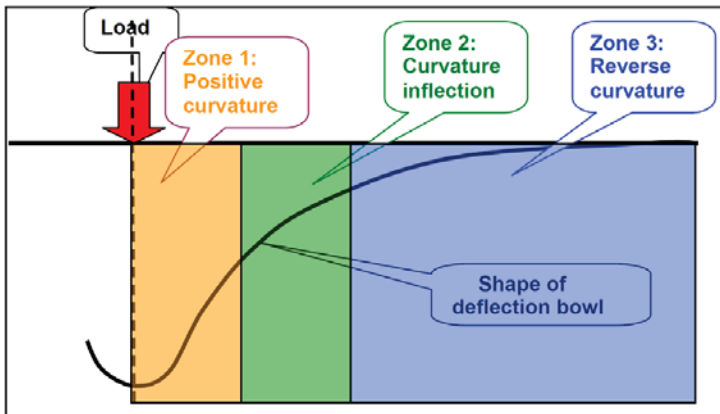 Load
Zone 1:
Positive
curvature
Zone 2:
Curvature
inflection
Zone 3:
Reverse
curvature
Shape of
deflection bowl